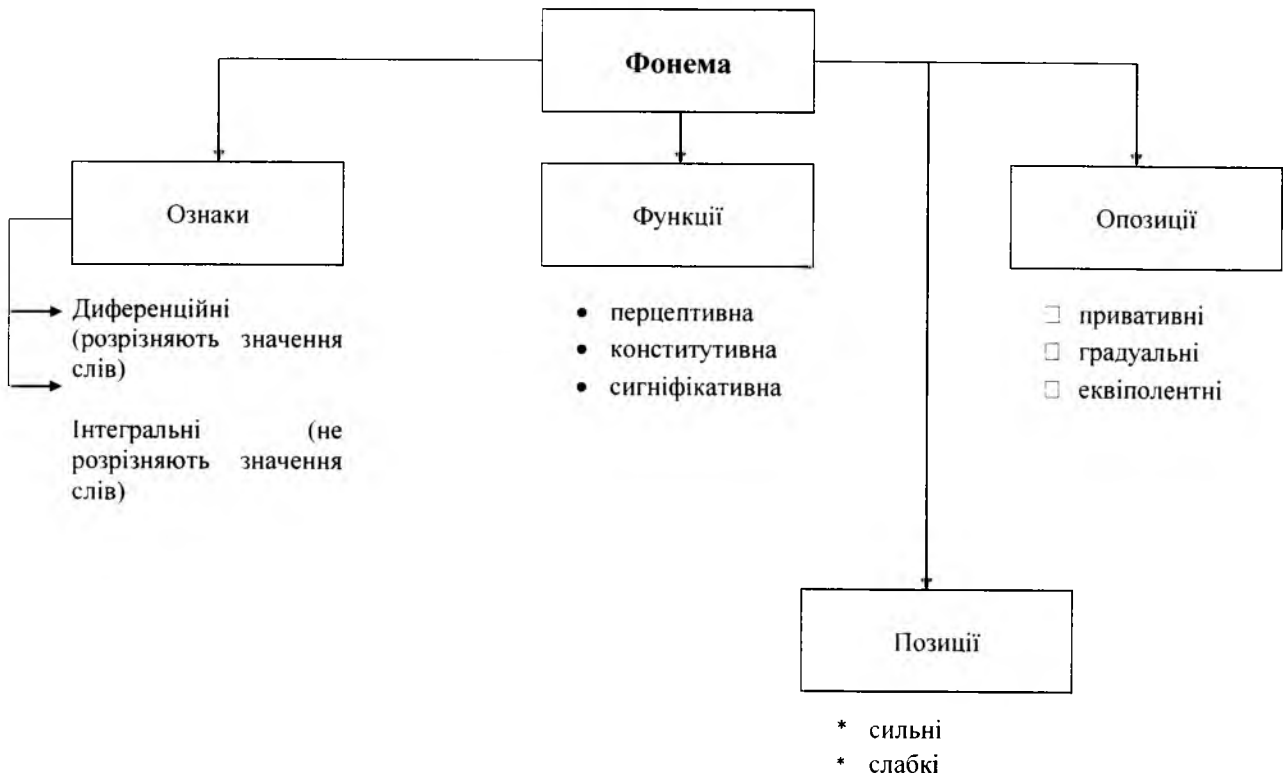 Фонема
Ознаки
Диференційні
(розрізняють значення
слів)
Інтегральні (не
розрізняють значення
слів)
Функції
• перцептивна
• конститутивна
• сигніфікативна
Опозиції
□ привативні
□ градуальні
□ еквіполентні
Позиції
* сильні
* слабкі